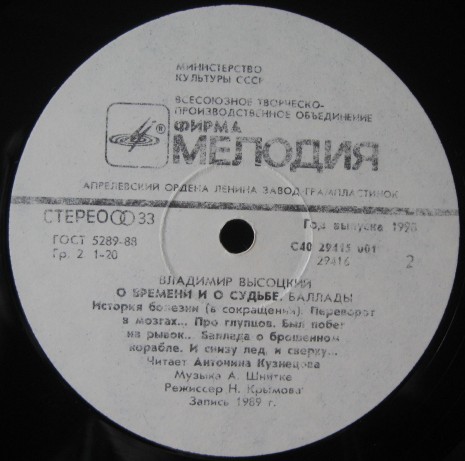 МИНИСТЕРСТВО
КУЛЬТУРЫ СССР
ВСЕСОЮЗНОЕ ТВОРЧЕСКО-
ПРОИЗВОДСТВЕННОЕ ОБЪЕДИНЕНИЕ
®
ФИРМА
МЕЛОДИЯ
АПРЕЛЕВСКИЙ ОРДЕНА ЛЕНИНА ЗАВОД ГРАМПЛАСТИНОК
СТЕРЕО 33
Год выпуска
ГОСТ 5289-88
С40 29415 001
Гр. 2 1-20
29416
2
ВЛАДИМИР ВЫСОЦКИЙ
О ВРЕМЕНИ И О СУДЬБЕ. БАЛЛАДЫ
История болезни (в сокращении). Переворот
в мозгах... Про глупцов. Был побег
на рывок... Баллада о брошенном
корабле. И снизу лед, и сверху...
Читает Антонина Кузнецова
Музыка А. Шнитке
Режиссер Н. Крымова
Запись 1989 г.